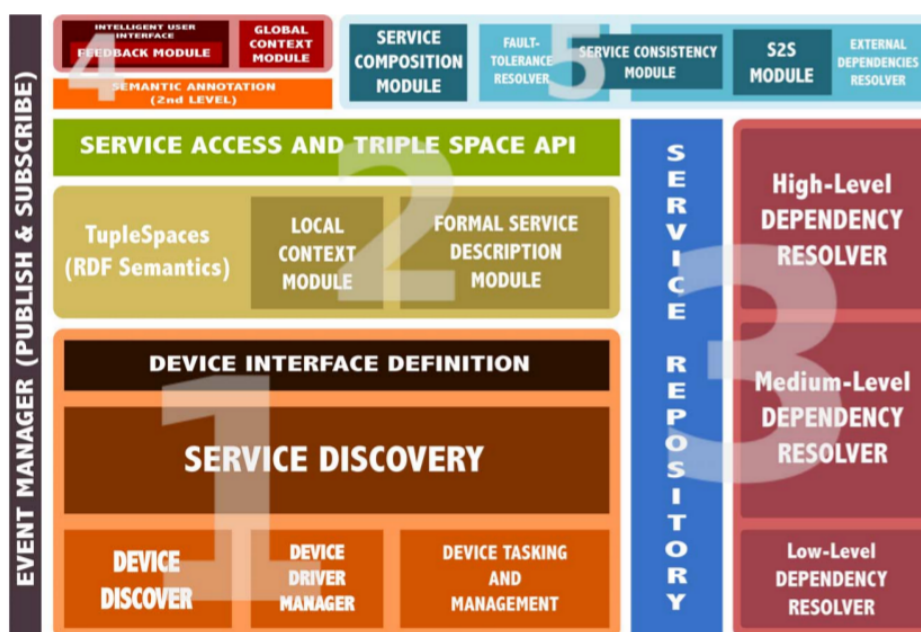 EVENT MANAGER (PUBLISH & SUBSCRIBE)
4
INTELLIGENT USER
INTERFACE
FEEDBACK MODULE
GLOBAL
CONTEXT
MODULE
SEMANTIC ANNOTATION
(2nd LEVEL)
5
SERVICE
COMPOSITION
MODULE
FAULT-
TOLERANCE
RESOLVER
SERVICE CONSISTENCY
MODULE
S2S
MODULE
EXTERNAL
DEPENDENCIES
RESOLVER
2
SERVICE ACCESS AND TRIPLE SPACE API
TupleSpaces
(RDF Semantics)
LOCAL
CONTEXT
MODULE
FORMAL SERVICE
DESCRIPTION
MODULE
1
DEVICE INTERFACE DEFINITION
SERVICE DISCOVERY
DEVICE
DISCOVER
DEVICE
DRIVER
MANAGER
DEVICE TASKING
AND
MANAGEMENT
SERVICE REPOSITORY
3
High-Level
DEPENDENCY
RESOLVER
Medium-Level
DEPENDENCY
RESOLVER
Low-Level
DEPENDENCY
RESOLVER